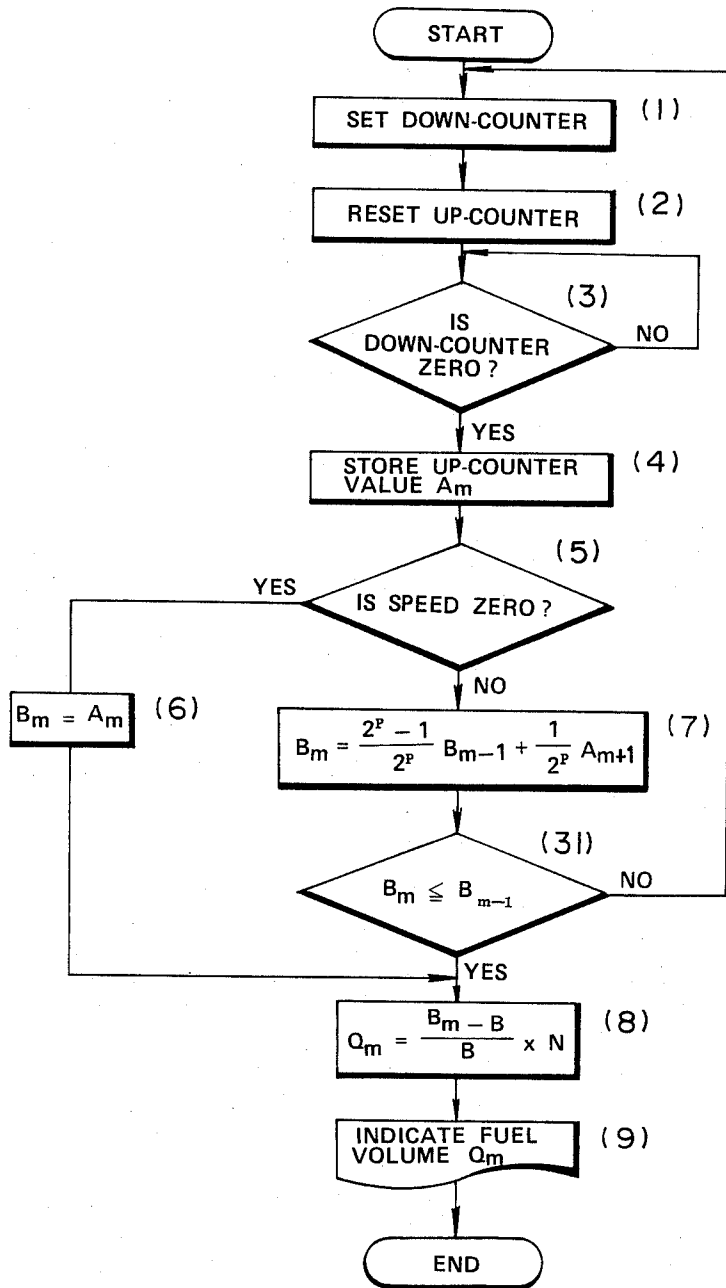 START
SET DOWN-COUNTER (1)
RESET UP-COUNTER (2)
(3)
IS
DOWN-COUNTER
ZERO?
NO
YES
STORE UP-COUNTER
VALUE Am
(4)
(5)
YES
IS SPEED ZERO?
NO
Bm = Am (6)
Bm = 2^P − 1 / 2^P Bm−1 + 1 / 2^P Am+1 (7)
(31)
Bm ≦ Bm−1
NO
YES
Qm = Bm − B / B x N (8)
INDICATE FUEL
VOLUME Qm
(9)
END